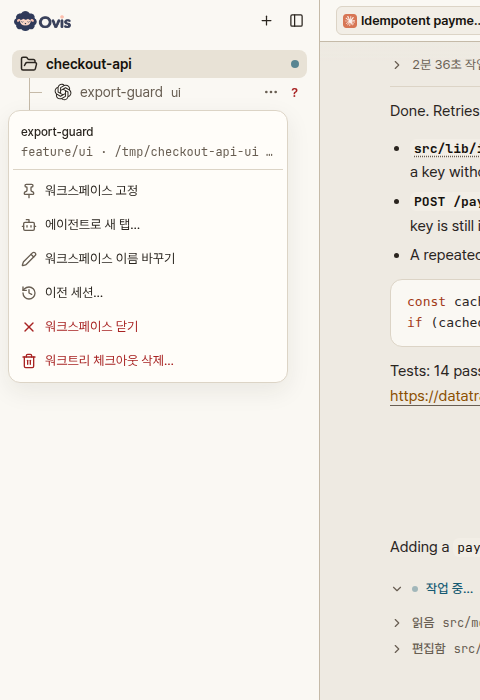 Ovis
checkout-api
export-guard ui ··· ?
export-guard
feature/ui · /tmp/checkout-api-ui …
워크스페이스 고정
에이전트로 새 탭...
워크스페이스 이름 바꾸기
이전 세션...
워크스페이스 닫기
워크트리 체크아웃 삭제...
Idempotent payme...
2분 36초 작업
Done. Retries
src/lib/i
a key witho
POST /pay
key is still i
A repeated
const cach
if (cached
Tests: 14 pass
https://datatra
Adding a pay
작업 중...
읽음 src/mo
편집함 src/